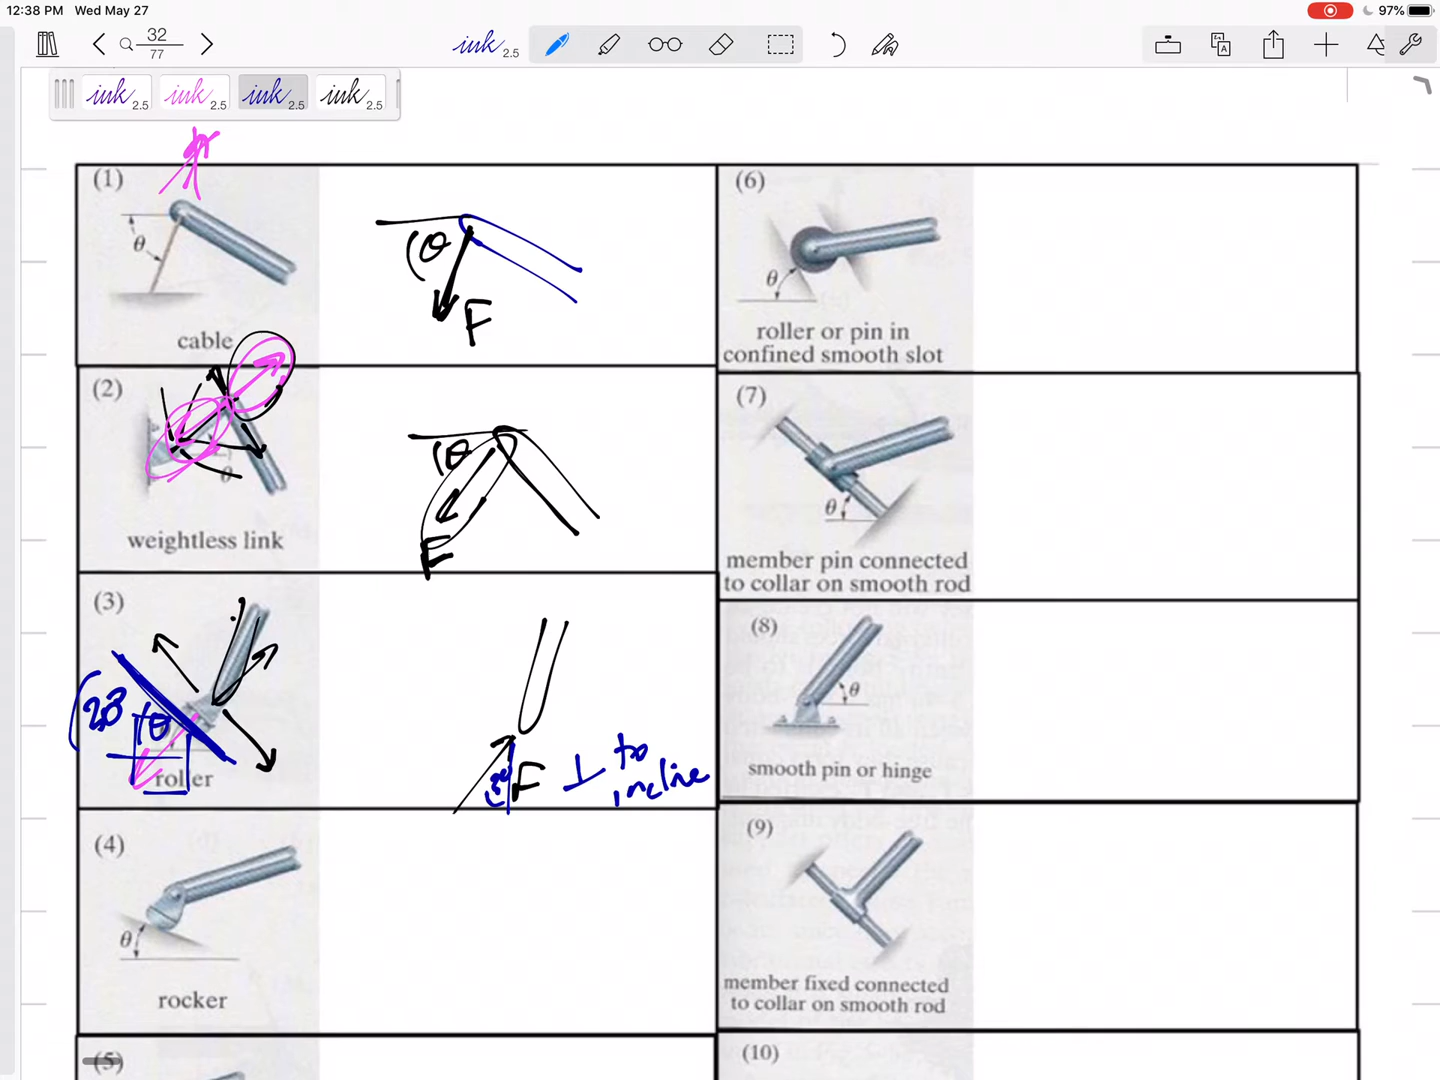 12:38 PM Wed May 27
97%
32
77
ink 2.5
ink 2.5
ink 2.5
ink 2.5
ink 2.5
(1)
θ
cable
θ
F
(2)
θ
weightless link
θ
F
(3)
θ
roller
F ⊥ to
incline
(4)
θ
rocker
(5)
(6)
θ
roller or pin in
confined smooth slot
(7)
θ
member pin connected
to collar on smooth rod
(8)
θ
smooth pin or hinge
(9)
member fixed connected
to collar on smooth rod
(10)